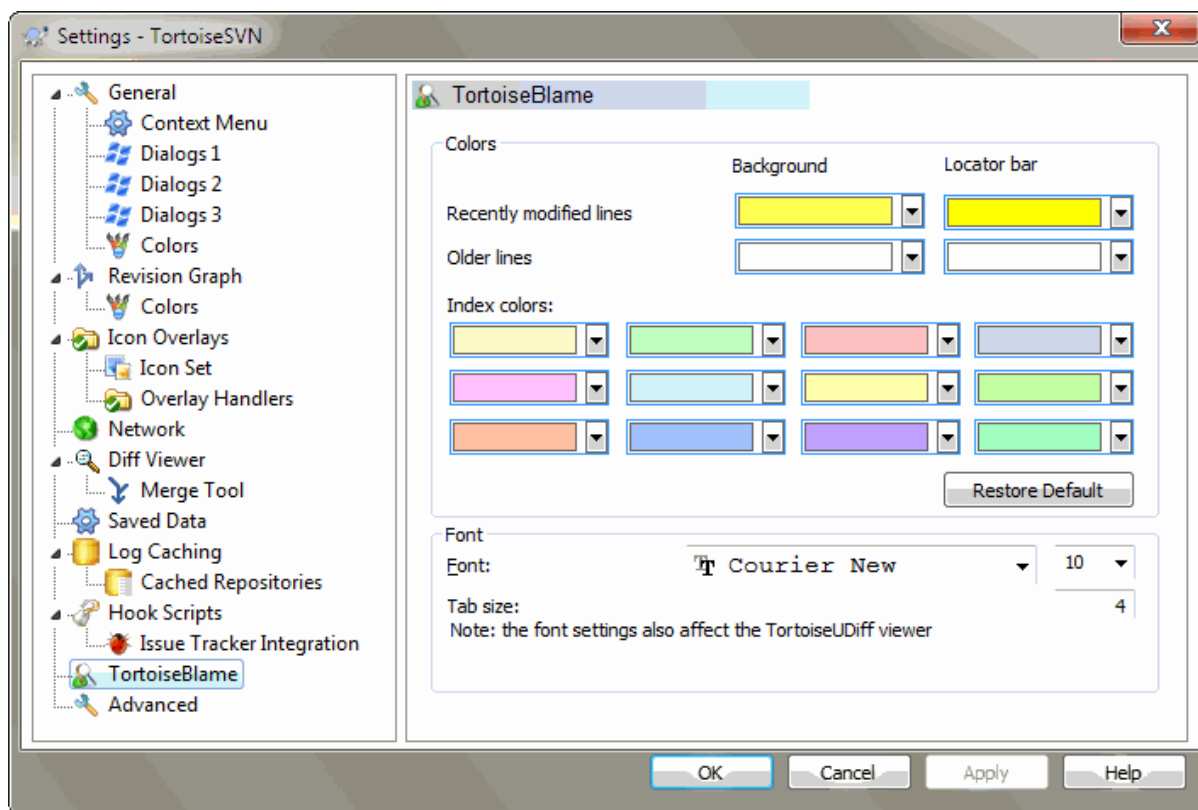 Settings - TortoiseSVN
General
Context Menu
Dialogs 1
Dialogs 2
Dialogs 3
Colors
Revision Graph
Colors
Icon Overlays
Icon Set
Overlay Handlers
Network
Diff Viewer
Merge Tool
Saved Data
Log Caching
Cached Repositories
Hook Scripts
Issue Tracker Integration
TortoiseBlame
Advanced
TortoiseBlame
Colors
Background Locator bar
Recently modified lines
Older lines
Index colors:
Restore Default
Font
Font: Courier New 10
Tab size: 4
Note: the font settings also affect the TortoiseUDiff viewer
OK Cancel Apply Help